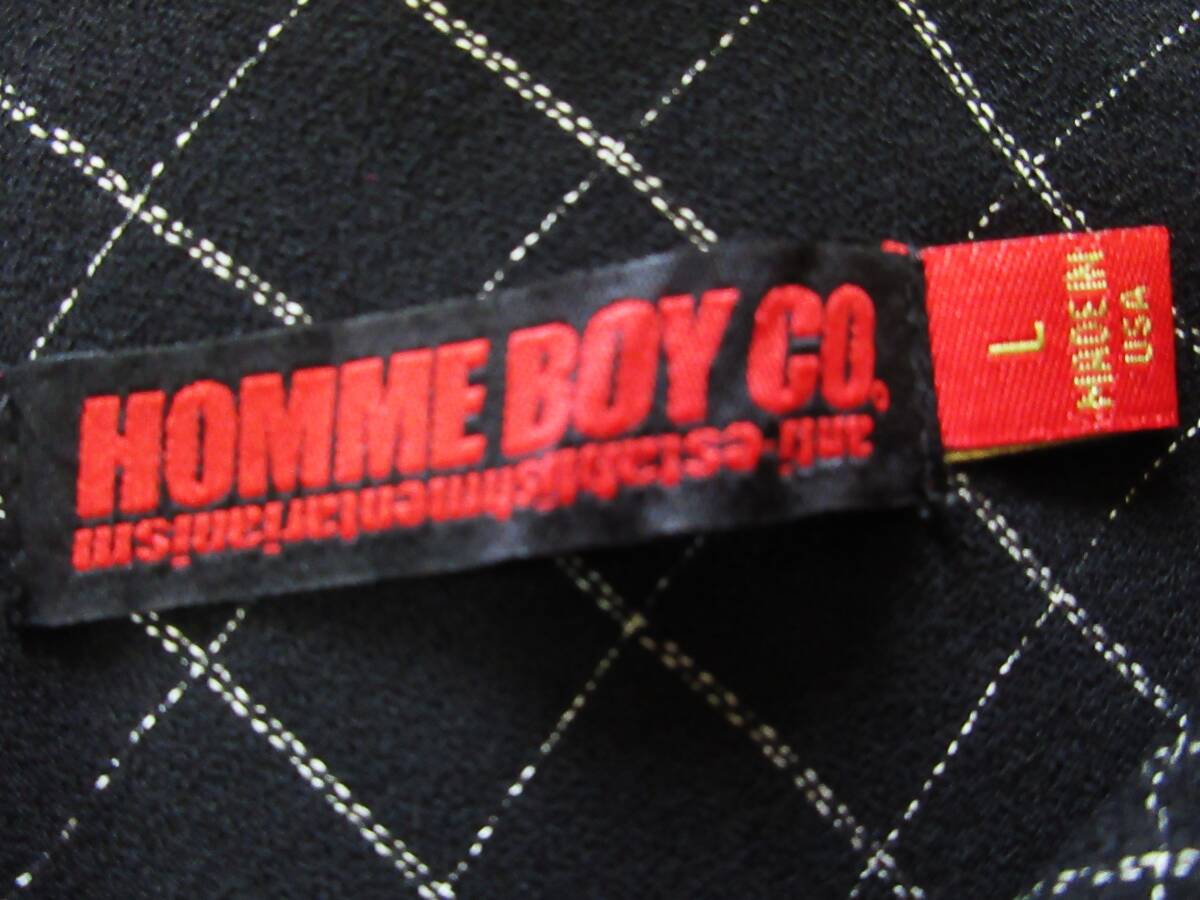 HOMME BOY CO.
anti-establishmentarianism
L
MADE IN
USA